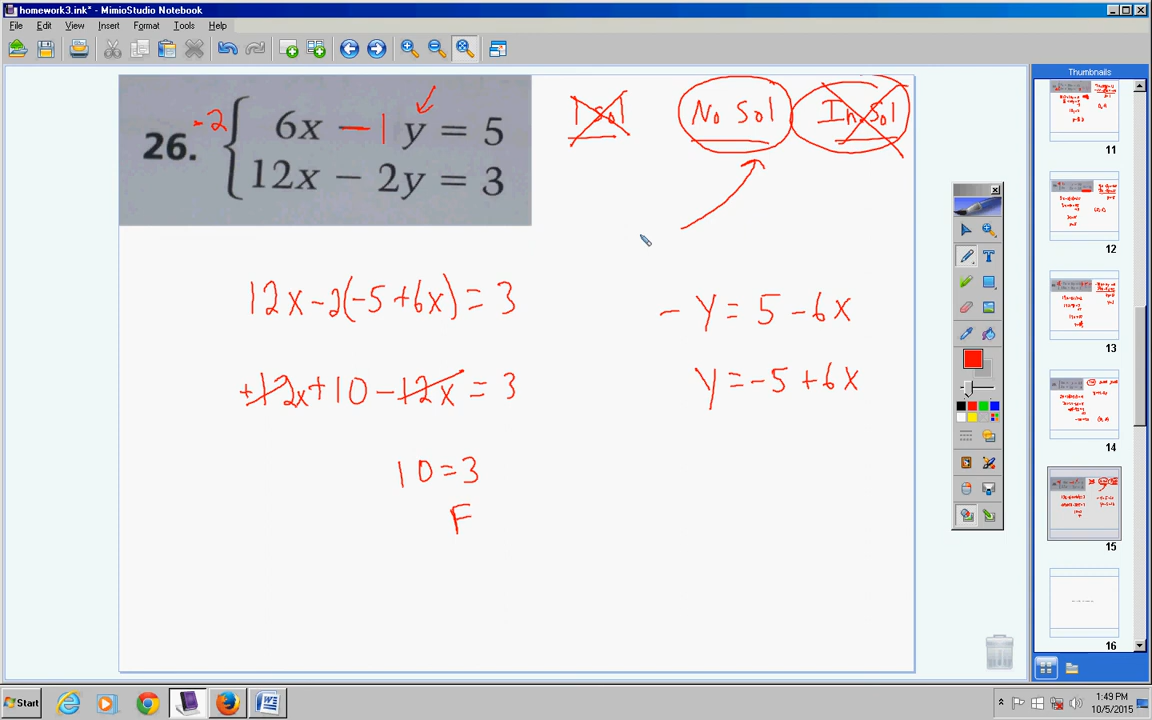 homework3.ink* - MimioStudio Notebook
File Edit View Insert Format Tools Help
Thumbnails
1 sol No Sol In. Sol
-2 6x - 1 y = 5
26.
12x - 2y = 3
12x - 2(-5 + 6x) = 3
- y = 5 - 6x
+12x + 10 - 12x = 3
y = -5 + 6x
10 = 3
F
11
12
13
14
15
16
Start
1:49 PM
10/5/2015